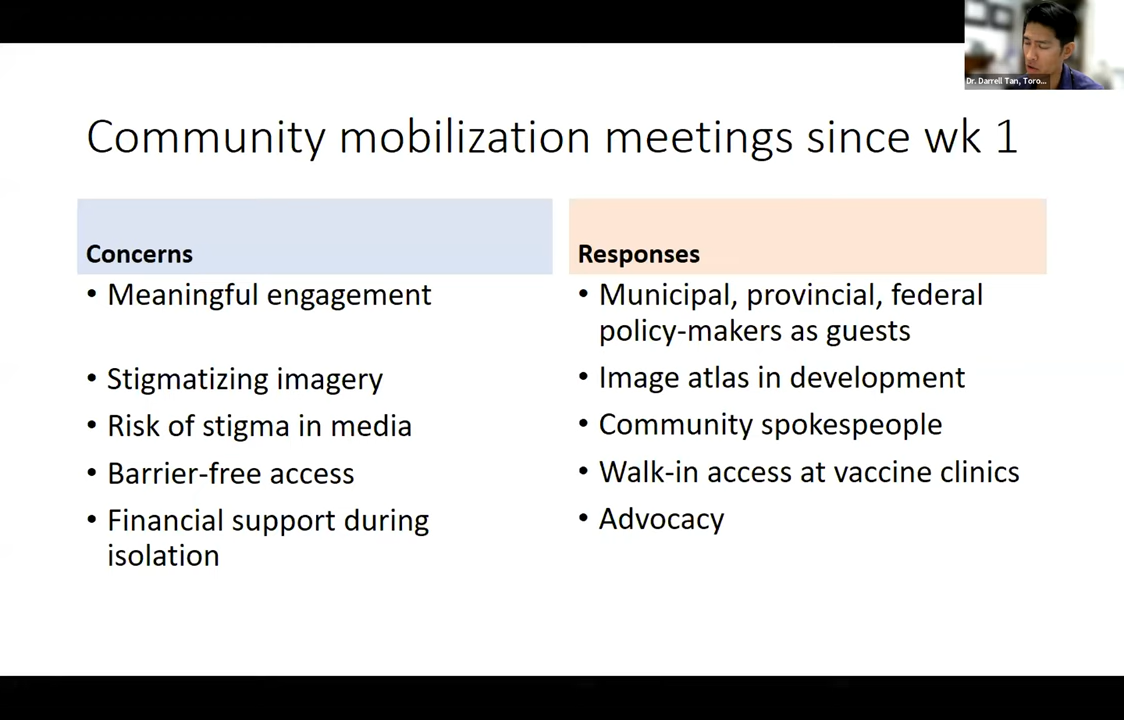 Dr. Darrell Tan, Toro...
Community mobilization meetings since wk 1
Concerns
• Meaningful engagement
• Stigmatizing imagery
• Risk of stigma in media
• Barrier-free access
• Financial support during
isolation
Responses
• Municipal, provincial, federal
policy-makers as guests
• Image atlas in development
• Community spokespeople
• Walk-in access at vaccine clinics
• Advocacy